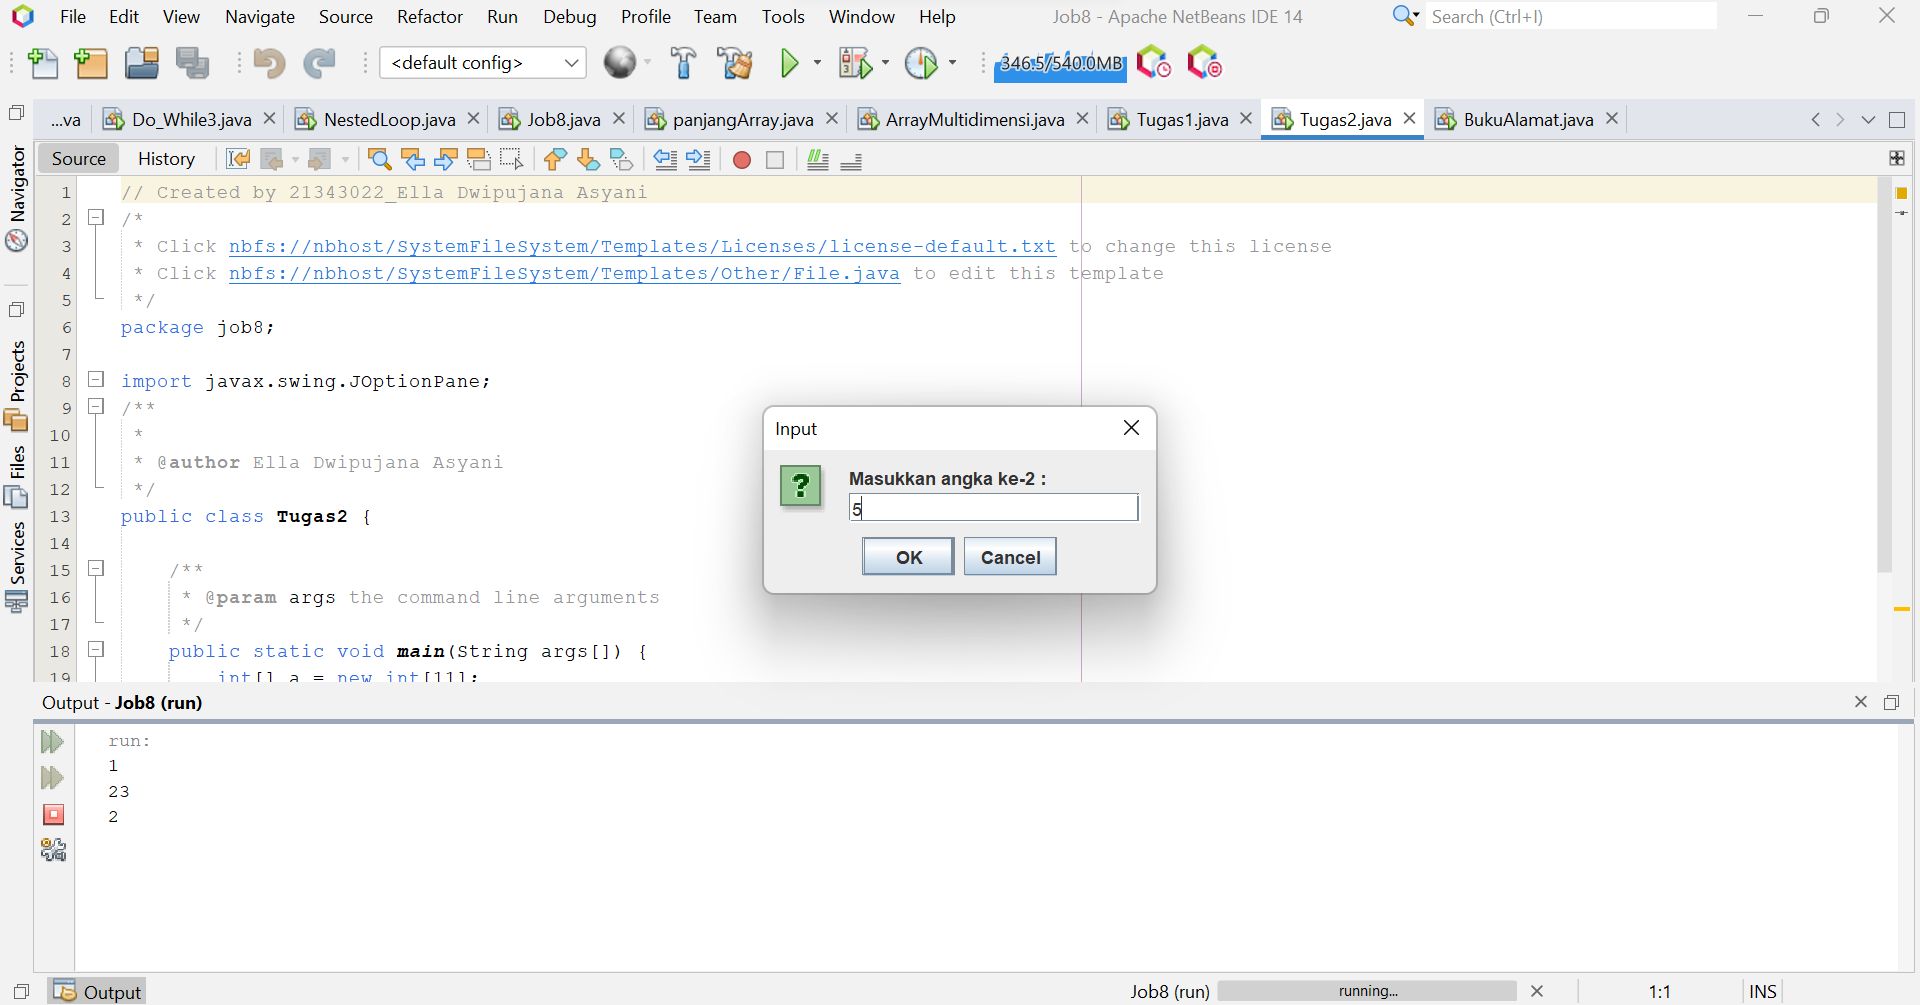 File Edit View Navigate Source Refactor Run Debug Profile Team Tools Window Help Job8 - Apache NetBeans IDE 14 Search (Ctrl+I)
<default config> 346.5/540.0MB
...va Do_While3.java NestedLoop.java Job8.java panjangArray.java ArrayMultidimensi.java Tugas1.java Tugas2.java BukuAlamat.java
Source History
Navigator
Projects
Files
Services
1 // Created by 21343022_Ella Dwipujana Asyani
2 /*
3 * Click nbfs://nbhost/SystemFileSystem/Templates/Licenses/license-default.txt to change this license
4 * Click nbfs://nbhost/SystemFileSystem/Templates/Other/File.java to edit this template
5 */
6 package job8;
7
8 import javax.swing.JOptionPane;
9 /**
10 *
11 * @author Ella Dwipujana Asyani
12 */
13 public class Tugas2 {
14
15 /**
16 * @param args the command line arguments
17 */
18 public static void main(String args[]) {
19 int[] a = new int[11];
Input
Masukkan angka ke-2 :
5
OK Cancel
Output - Job8 (run)
run:
1
23
2
Output Job8 (run) running... 1:1 INS